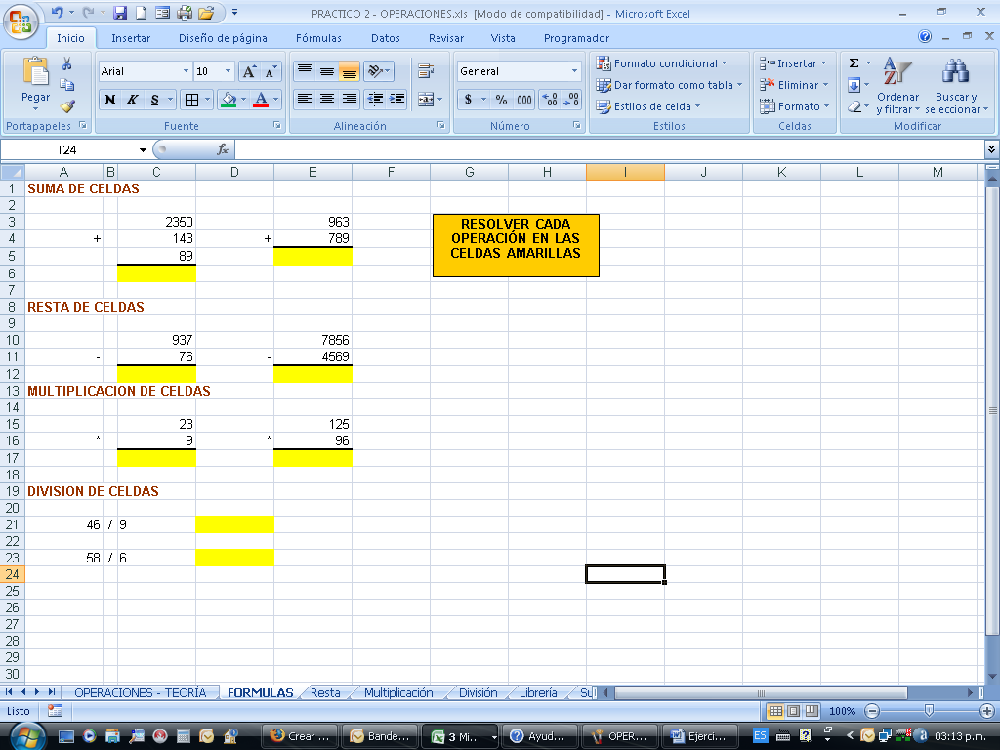 PRACTICO 2 - OPERACIONES.xls [Modo de compatibilidad] - Microsoft Excel
Inicio Insertar Diseño de página Fórmulas Datos Revisar Vista Programador
Pegar
Portapapeles
Arial 10
N K S
Fuente
Alineación
General
$ % 000
Número
Formato condicional
Dar formato como tabla
Estilos de celda
Estilos
Insertar
Eliminar
Formato
Celdas
Σ
Ordenar y filtrar
Buscar y seleccionar
Modificar
I24 fx
A B C D E F G H I J K L M
1 SUMA DE CELDAS
2
3 2350 963 RESOLVER CADA
4 + 143 + 789 OPERACIÓN EN LAS
5 89 CELDAS AMARILLAS
6
7
8 RESTA DE CELDAS
9
10 937 7856
11 - 76 - 4569
12
13 MULTIPLICACION DE CELDAS
14
15 23 125
16 * 9 * 96
17
18
19 DIVISION DE CELDAS
20
21 46 / 9
22
23 58 / 6
24
25
26
27
28
29
30
OPERACIONES - TEORÍA FORMULAS Resta Multiplicación División Librería Su
Listo 100%
Crear ... Bande... 3 Mi... Ayud... OPER... Ejerci... ES 03:13 p.m.